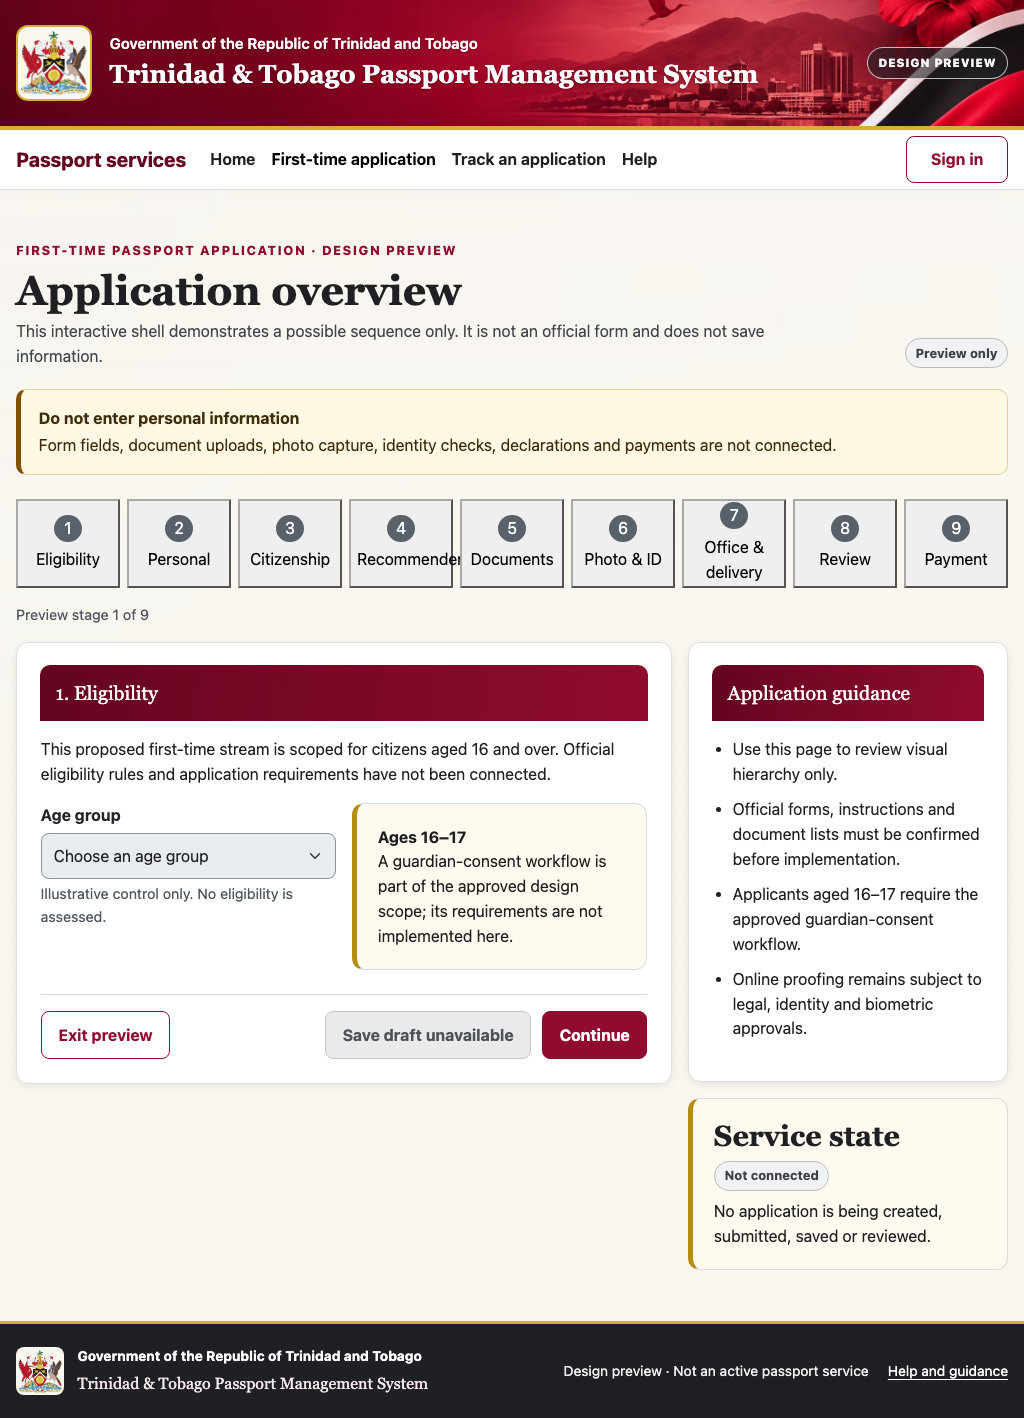 Government of the Republic of Trinidad and Tobago
Trinidad & Tobago Passport Management System
DESIGN PREVIEW
Passport services
Home
First-time application
Track an application
Help
Sign in
FIRST-TIME PASSPORT APPLICATION · DESIGN PREVIEW
Application overview
This interactive shell demonstrates a possible sequence only. It is not an official form and does not save
information.
Preview only
Do not enter personal information
Form fields, document uploads, photo capture, identity checks, declarations and payments are not connected.
1
Eligibility
2
Personal
3
Citizenship
4
Recommender
5
Documents
6
Photo & ID
7
Office &
delivery
8
Review
9
Payment
Preview stage 1 of 9
1. Eligibility
This proposed first-time stream is scoped for citizens aged 16 and over. Official
eligibility rules and application requirements have not been connected.
Age group
Choose an age group
Illustrative control only. No eligibility is
assessed.
Ages 16–17
A guardian-consent workflow is
part of the approved design
scope; its requirements are not
implemented here.
Exit preview
Save draft unavailable
Continue
Application guidance
• Use this page to review visual
hierarchy only.
• Official forms, instructions and
document lists must be confirmed
before implementation.
• Applicants aged 16–17 require the
approved guardian-consent
workflow.
• Online proofing remains subject to
legal, identity and biometric
approvals.
Service state
Not connected
No application is being created,
submitted, saved or reviewed.
Government of the Republic of Trinidad and Tobago
Trinidad & Tobago Passport Management System
Design preview · Not an active passport service
Help and guidance